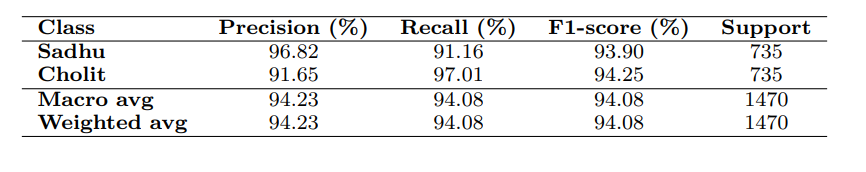 Class Precision (%) Recall (%) F1-score (%) Support
Sadhu 96.82 91.16 93.90 735
Cholit 91.65 97.01 94.25 735
Macro avg 94.23 94.08 94.08 1470
Weighted avg 94.23 94.08 94.08 1470